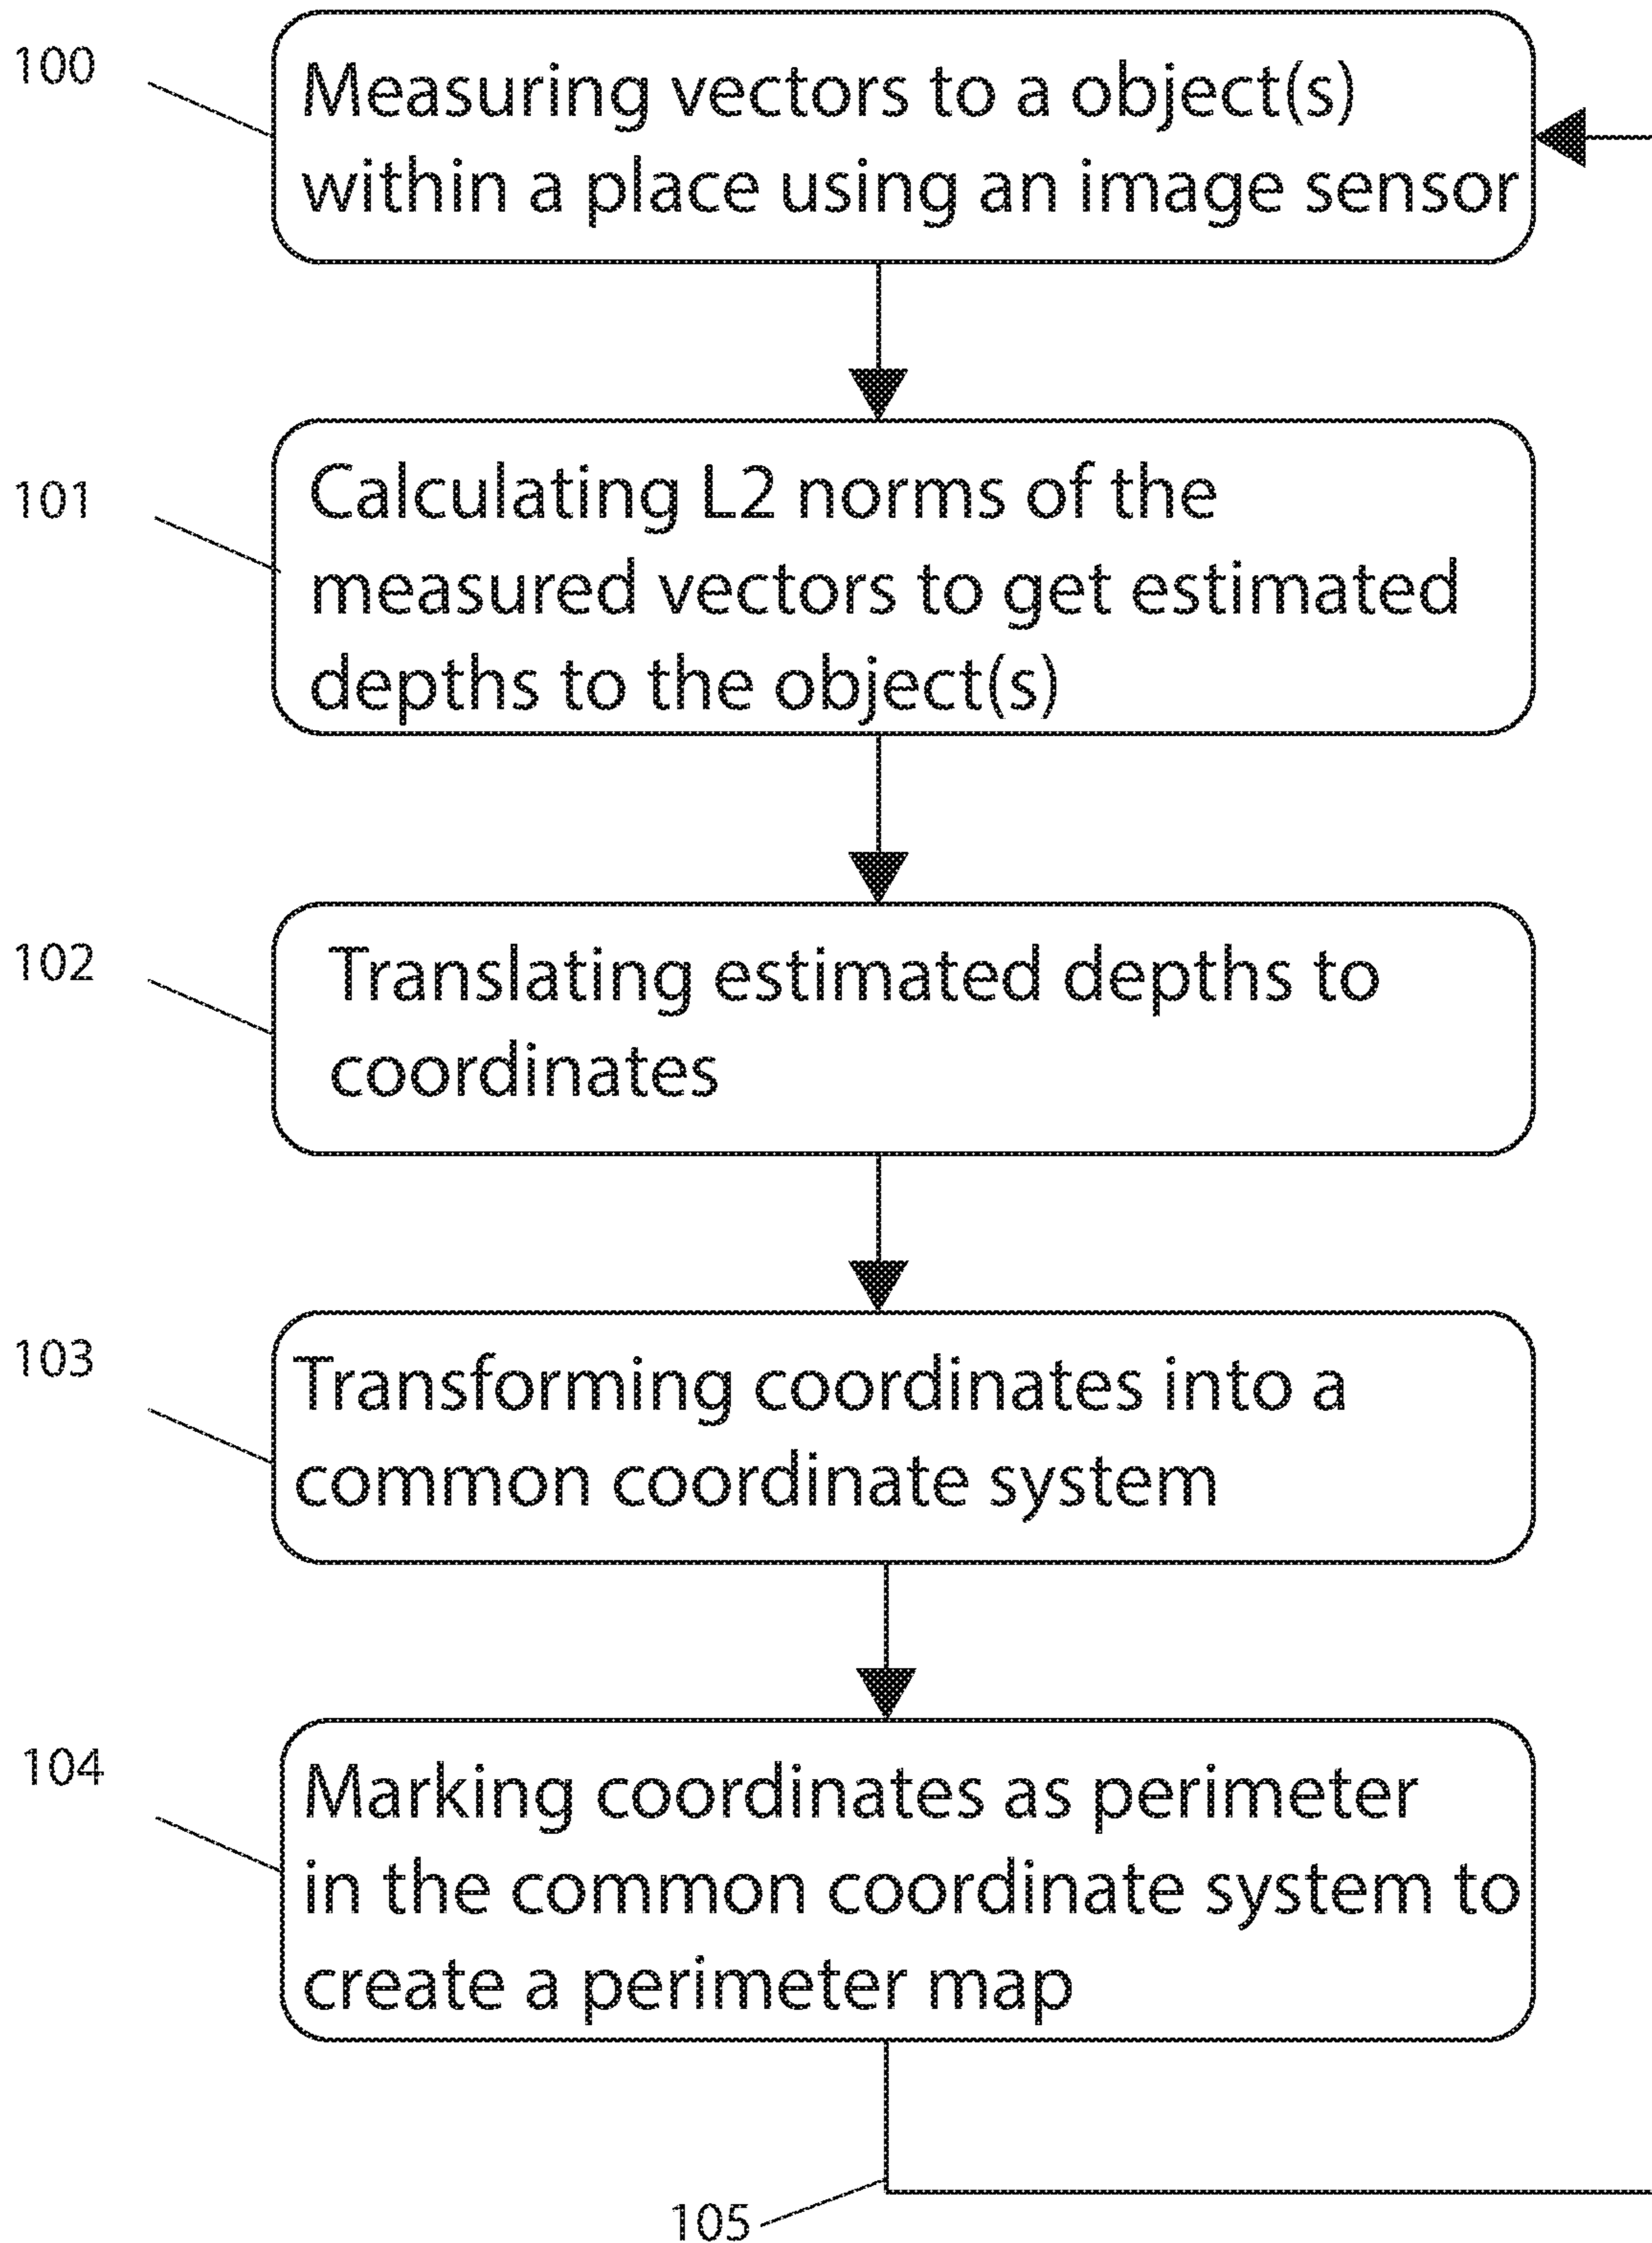 100
Measuring vectors to a object(s)
within a place using an image sensor
101
Calculating L2 norms of the
measured vectors to get estimated
depths to the object(s)
102
Translating estimated depths to
coordinates
103
Transforming coordinates into a
common coordinate system
104
Marking coordinates as perimeter
in the common coordinate system to
create a perimeter map
105